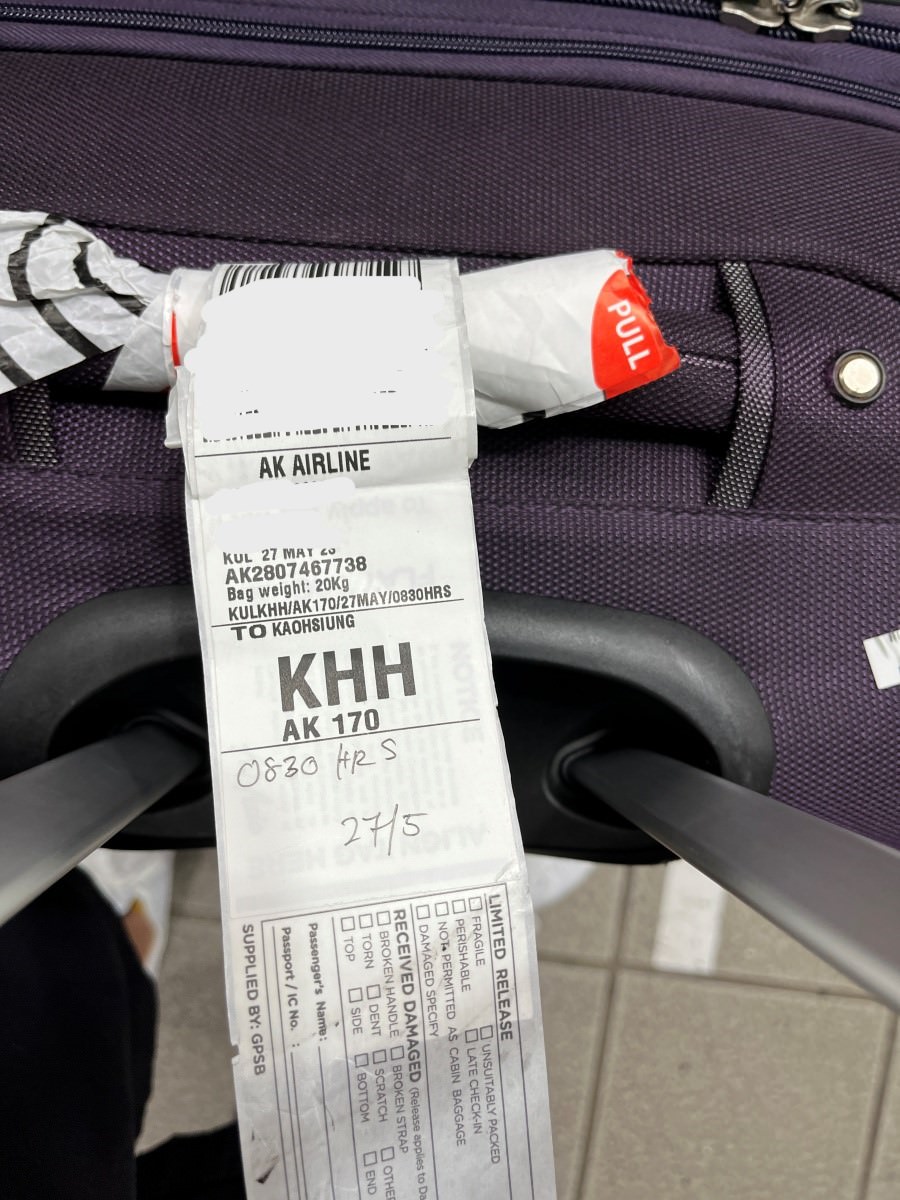 PULL
AK AIRLINE
KUL 27 MAY 23
AK2807467738
Bag weight: 20Kg
KULKHH/AK170/27MAY/0830HRS
TO KAOHSIUNG
KHH
AK 170
0830 HRS
27/5
LIMITED RELEASE
FRAGILE
UNSUITABLY PACKED
PERISHABLE
LATE CHECK-IN
NOT PERMITTED AS CABIN BAGGAGE
DAMAGED SPECIFY
RECEIVED DAMAGED (Release applies to
BROKEN HANDLE
BROKEN STRAP
TORN
DENT
SCRATCH
TOP
SIDE
BOTTOM
END
Passenger's Name:
Passport / IC No. :
SUPPLIED BY: GPSB